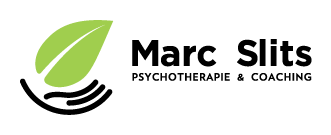 Marc Slits
PSYCHOTHERAPIE & COACHING